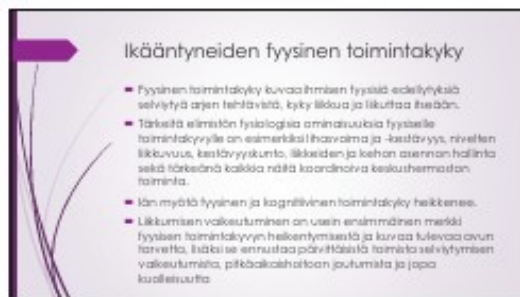 Ikääntyneiden fyysinen toimintakyky
Fyysinen toimintakyky kuvaa ihmisen fyysisiä edellytyksiä
selviytyä arjen tehtävistä, kyky liikkua ja liikuttaa itseään.
Tärkeitä elimistön fysiologisia ominaisuuksia fyysiselle
toimintakyvylle on esimerkiksi lihasvoima ja -kestävyys, nivelten
liikkuvuus, kestävyyskunto, liikkeiden ja kehon asennon hallinta
sekä tärkeänä kaikkia näitä koordinoiva keskushermoston
toiminta.
Iän myötä fyysinen ja kognitiivinen toimintakyky heikkenee.
Liikkumisen vaikeutuminen on usein ensimmäinen merkki
fyysisen toimintakyvyn heikentymisestä ja kuvaa tulevaa avun
tarvetta, lisäksi se ennustaa päivittäisistä toimista selviytymisen
vaikeutumista, pitkäaikaishoitoon joutumista ja jopa
kuolleisuutta